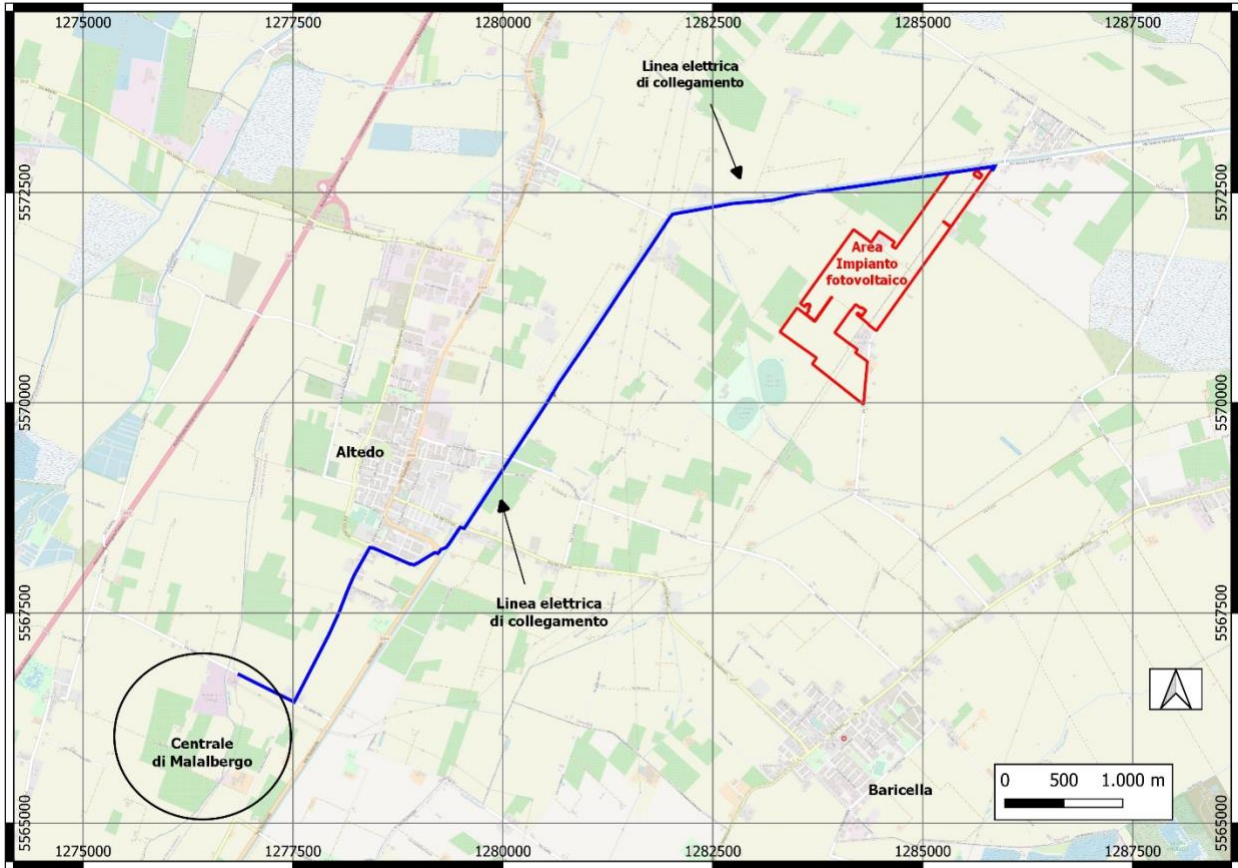 1275000
1277500
1280000
1282500
1285000
1287500
Linea elettrica
di collegamento
5572500
5572500
Area
Impianto
fotovoltaico
5570000
5570000
Altedo
Linea elettrica
di collegamento
5567500
5567500
Centrale
di Malalbergo
Baricella
0 500 1.000 m
5565000
5565000
1275000
1277500
1280000
1282500
1285000
1287500